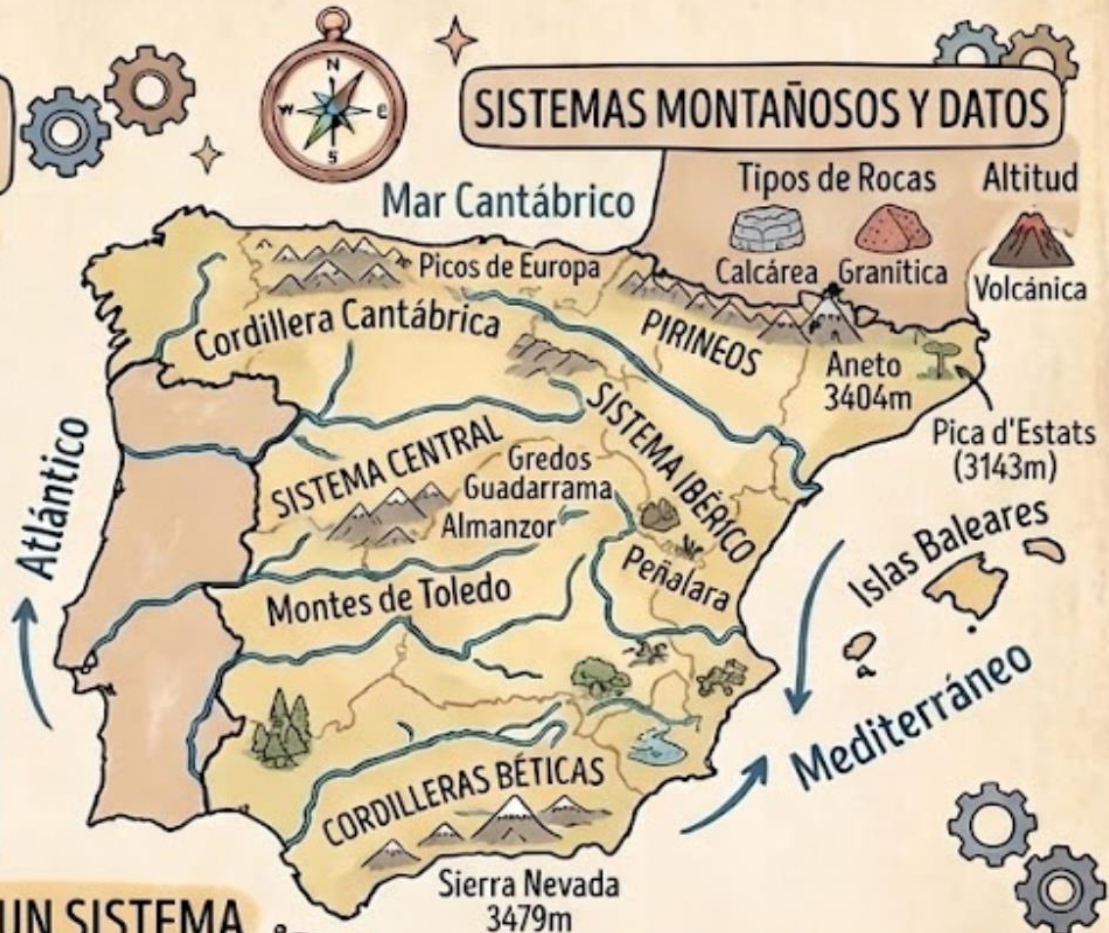 SISTEMAS MONTAÑOSOS Y DATOS
N
W
E
S
Tipos de Rocas
Altitud
Calcárea
Granítica
Volcánica
Mar Cantábrico
Picos de Europa
Cordillera Cantábrica
PIRINEOS
Aneto
3404m
Pica d'Estats
(3143m)
SISTEMA CENTRAL
Gredos
Guadarrama
Almanzor
SISTEMA IBÉRICO
Peñalara
Atlántico
Islas Baleares
Montes de Toledo
Mediterráneo
CORDILLERAS BÉTICAS
Sierra Nevada
3479m
UN SISTEMA